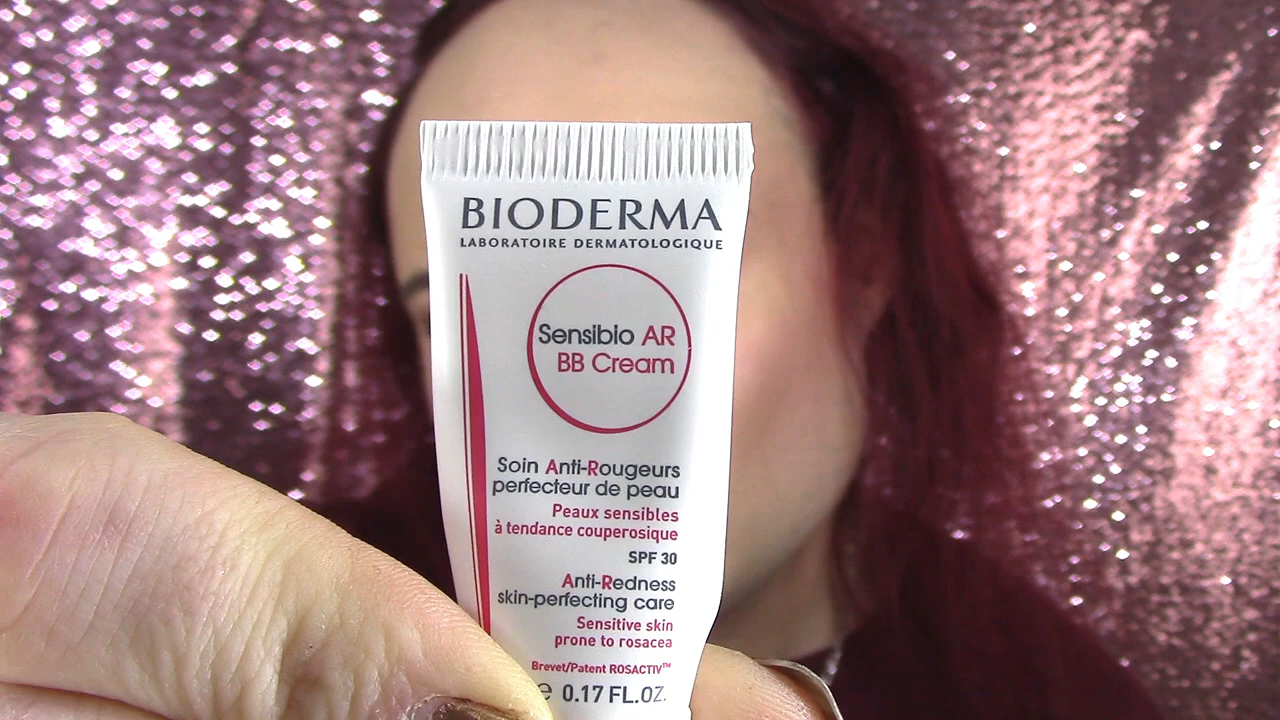 BIODERMA
LABORATOIRE DERMATOLOGIQUE
Sensibio AR
BB Cream
Soin Anti-Rougeurs
perfecteur de peau
Peaux sensibles
à tendance couperosique
SPF 30
Anti-Redness
skin-perfecting care
Sensitive skin
prone to rosacea
Brevet/Patent ROSACTIV™
e 0.17 FL.OZ.